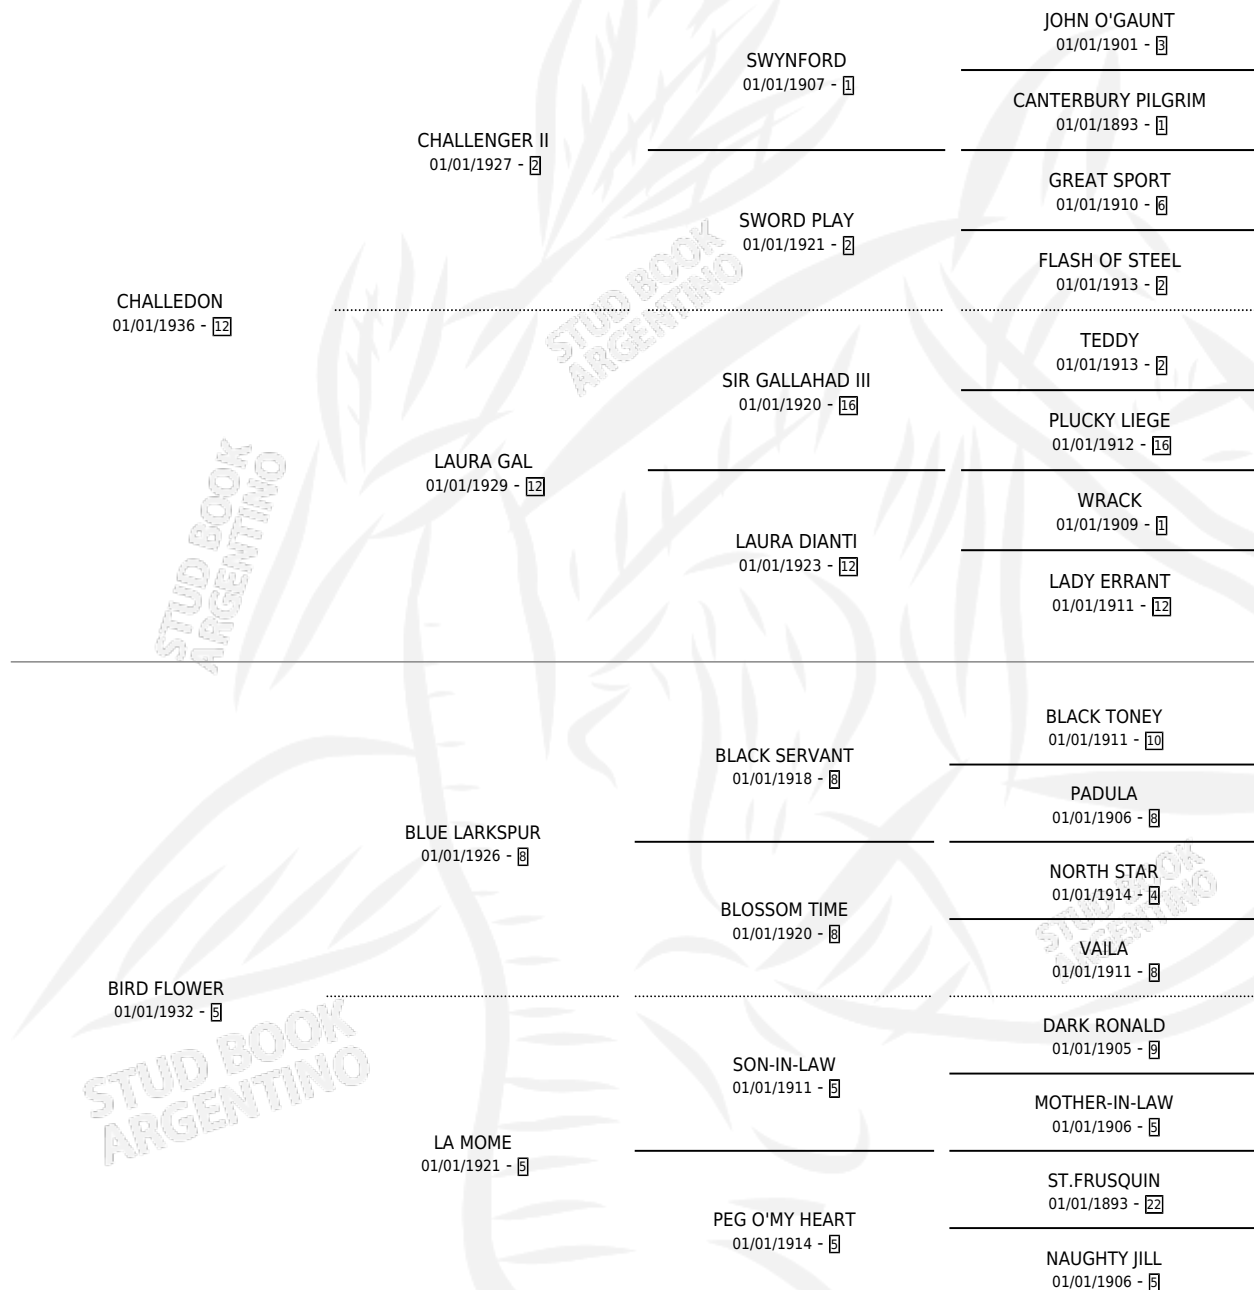 JOHN O'GAUNT
01/01/1901 - 3
SWYNFORD
01/01/1907 - 1
CANTERBURY PILGRIM
01/01/1893 - 1
CHALLENGER II
01/01/1927 - 2
GREAT SPORT
01/01/1910 - 6
SWORD PLAY
01/01/1921 - 2
FLASH OF STEEL
01/01/1913 - 2
CHALLEDON
01/01/1936 - 12
TEDDY
01/01/1913 - 2
SIR GALLAHAD III
01/01/1920 - 16
PLUCKY LIEGE
01/01/1912 - 16
LAURA GAL
01/01/1929 - 12
WRACK
01/01/1909 - 1
LAURA DIANTI
01/01/1923 - 12
LADY ERRANT
01/01/1911 - 12
BLACK TONEY
01/01/1911 - 10
BLACK SERVANT
01/01/1918 - 8
PADULA
01/01/1906 - 8
BLUE LARKSPUR
01/01/1926 - 8
NORTH STAR
01/01/1914 - 4
BLOSSOM TIME
01/01/1920 - 8
VAILA
01/01/1911 - 8
BIRD FLOWER
01/01/1932 - 5
DARK RONALD
01/01/1905 - 9
SON-IN-LAW
01/01/1911 - 5
MOTHER-IN-LAW
01/01/1906 - 5
LA MOME
01/01/1921 - 5
ST.FRUSQUIN
01/01/1893 - 22
PEG O'MY HEART
01/01/1914 - 5
NAUGHTY JILL
01/01/1906 - 5
STUD BOOK
ARGENTINO
STUD BOOK
ARGENTINO
STUD BOOK
ARGENTINO
STUD BOOK
ARGENTINO